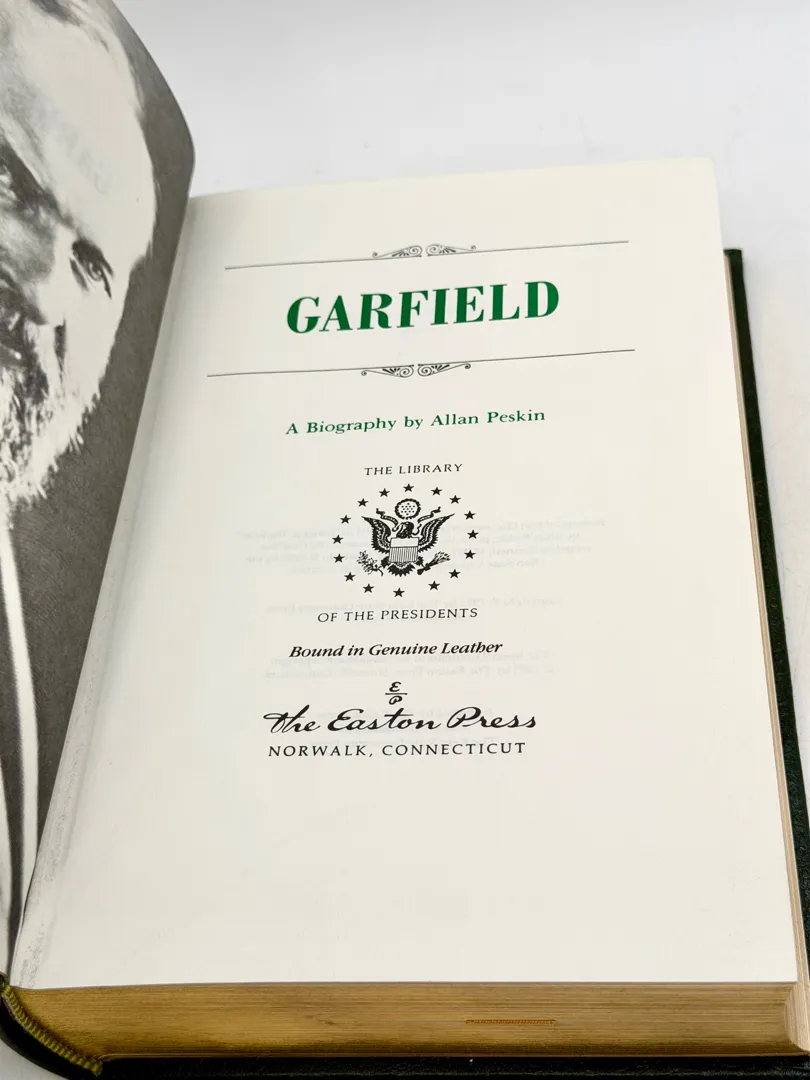 GARFIELD
A Biography by Allan Peskin
THE LIBRARY
OF THE PRESIDENTS
Bound in Genuine Leather
E
P
The Easton Press
NORWALK, CONNECTICUT